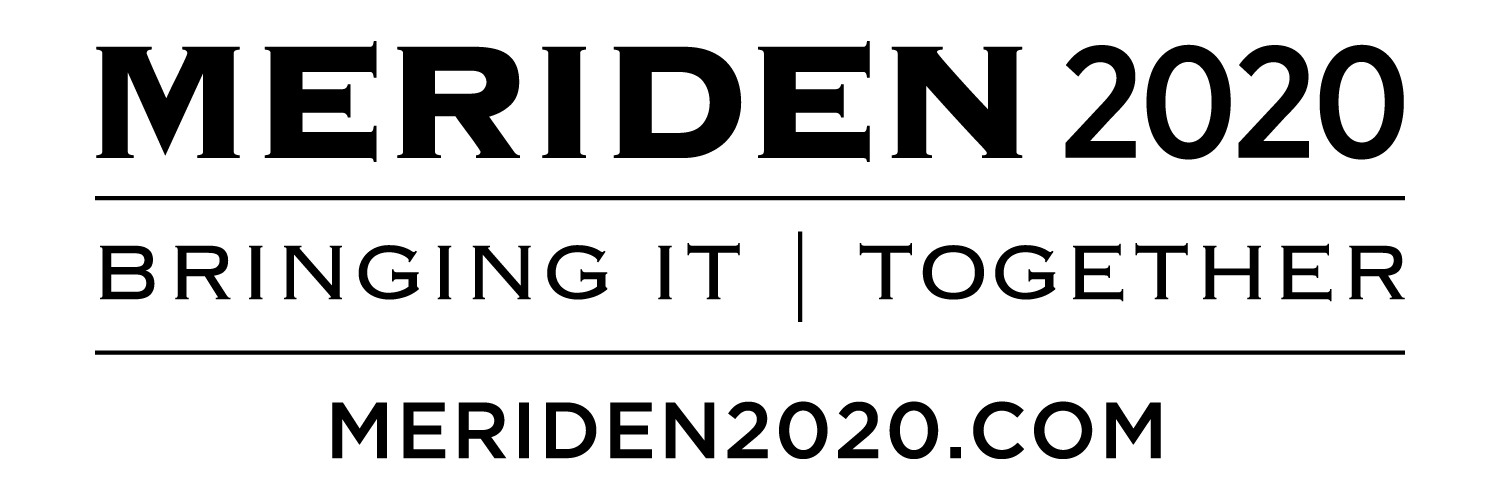 MERIDEN 2020
BRINGING IT | TOGETHER
MERIDEN2020.COM